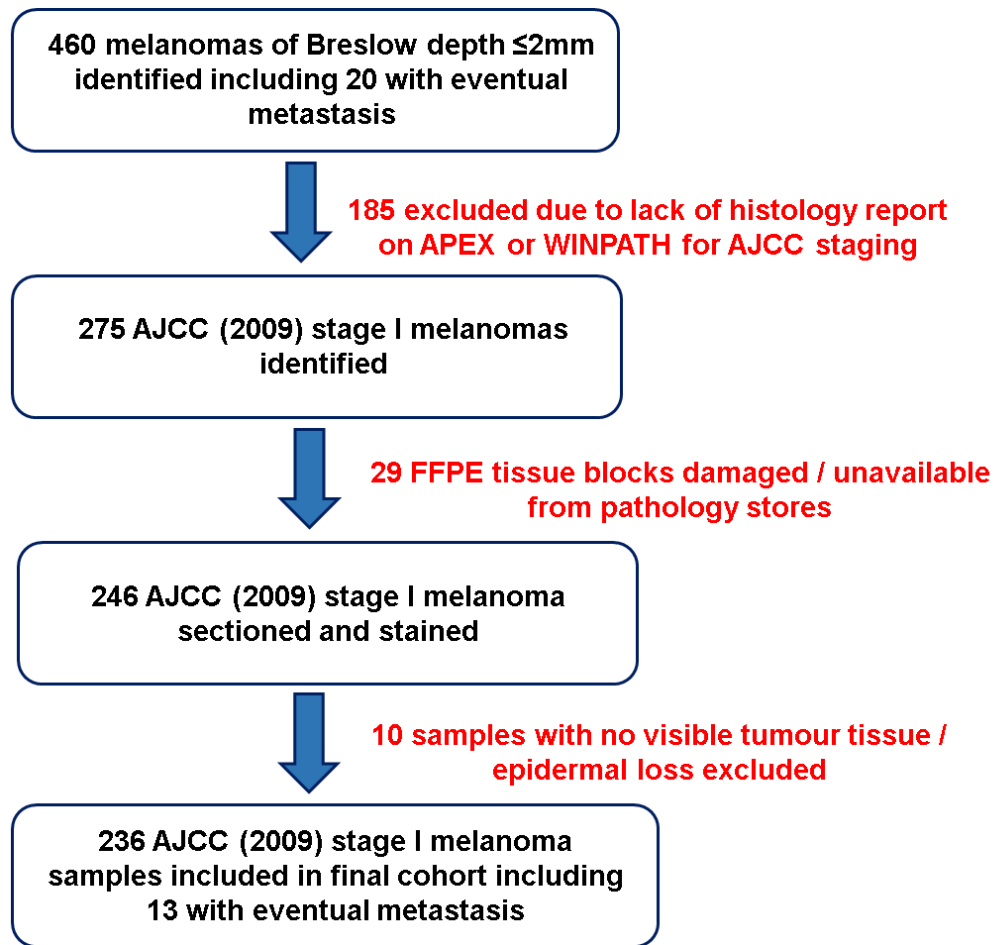 460 melanomas of Breslow depth ≤2mm
identified including 20 with eventual
metastasis
185 excluded due to lack of histology report
on APEX or WINPATH for AJCC staging
275 AJCC (2009) stage I melanomas
identified
29 FFPE tissue blocks damaged / unavailable
from pathology stores
246 AJCC (2009) stage I melanoma
sectioned and stained
10 samples with no visible tumour tissue /
epidermal loss excluded
236 AJCC (2009) stage I melanoma
samples included in final cohort including
13 with eventual metastasis